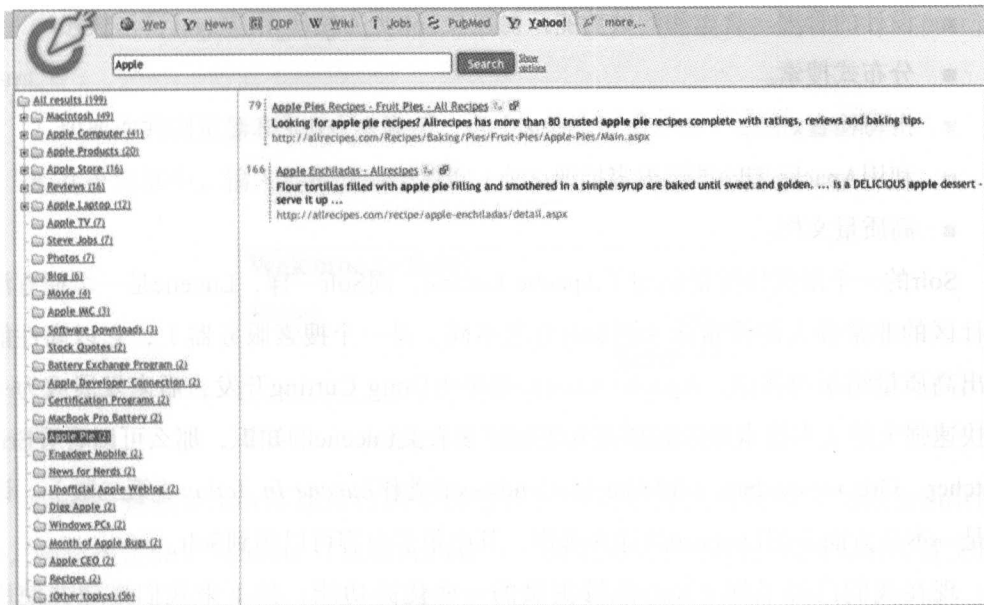 Web News ODP Wiki Jobs PubMed Yahoo! more...
Apple Search Show options
All results (199)
Macintosh (49)
Apple Computer (41)
Apple Products (20)
Apple Store (16)
Reviews (16)
Apple Laptop (12)
Apple TV (7)
Steve Jobs (7)
Photos (7)
Blog (6)
Movie (4)
Apple INC (3)
Software Downloads (3)
Stock Quotes (2)
Battery Exchange Program (2)
Apple Developer Connection (2)
Certification Programs (2)
MacBook Pro Battery (2)
Apple Pie (2)
Engadget Mobile (2)
News for Nerds (2)
Unofficial Apple Weblog (2)
Digg Apple (2)
Windows PCs (2)
Month of Apple Bugs (2)
Apple CEO (2)
Recipes (2)
(Other topics) (56)
79 Apple Pies Recipes - Fruit Pies - All Recipes
Looking for apple pie recipes? Allrecipes has more than 80 trusted apple pie recipes complete with ratings, reviews and baking tips.
http://allrecipes.com/Recipes/Baking/Pies/Fruit-Pies/Apple-Pies/Main.aspx
166 Apple Enchiladas - Allrecipes
Flour tortillas filled with apple pie filling and smothered in a simple syrup are baked until sweet and golden. ... is a DELICIOUS apple dessert -
serve it up ...
http://allrecipes.com/recipe/apple-enchiladas/detail.aspx